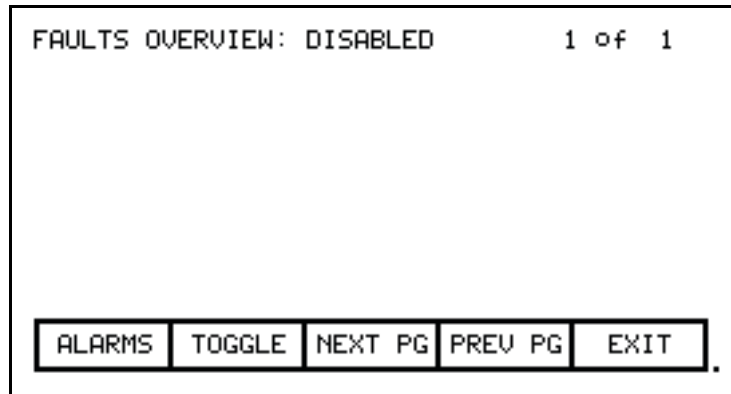 FAULTS OVERVIEW: DISABLED 1 of 1
ALARMS TOGGLE NEXT PG PREV PG EXIT .